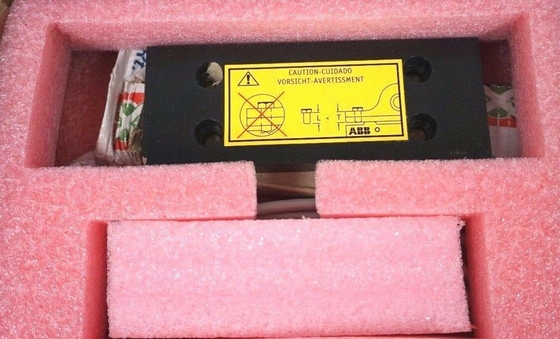 CAUTION-CUIDADO
VORSICHT-AVERTISSMENT
L < T
ABB